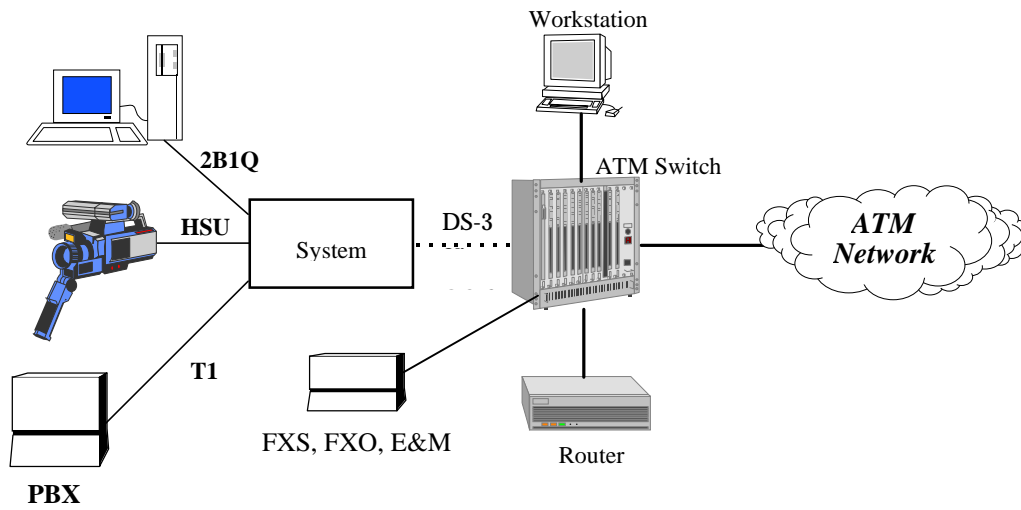 Workstation
2B1Q
ATM Switch
HSU
DS-3
System
ATM
Network
T1
FXS, FXO, E&M
Router
PBX